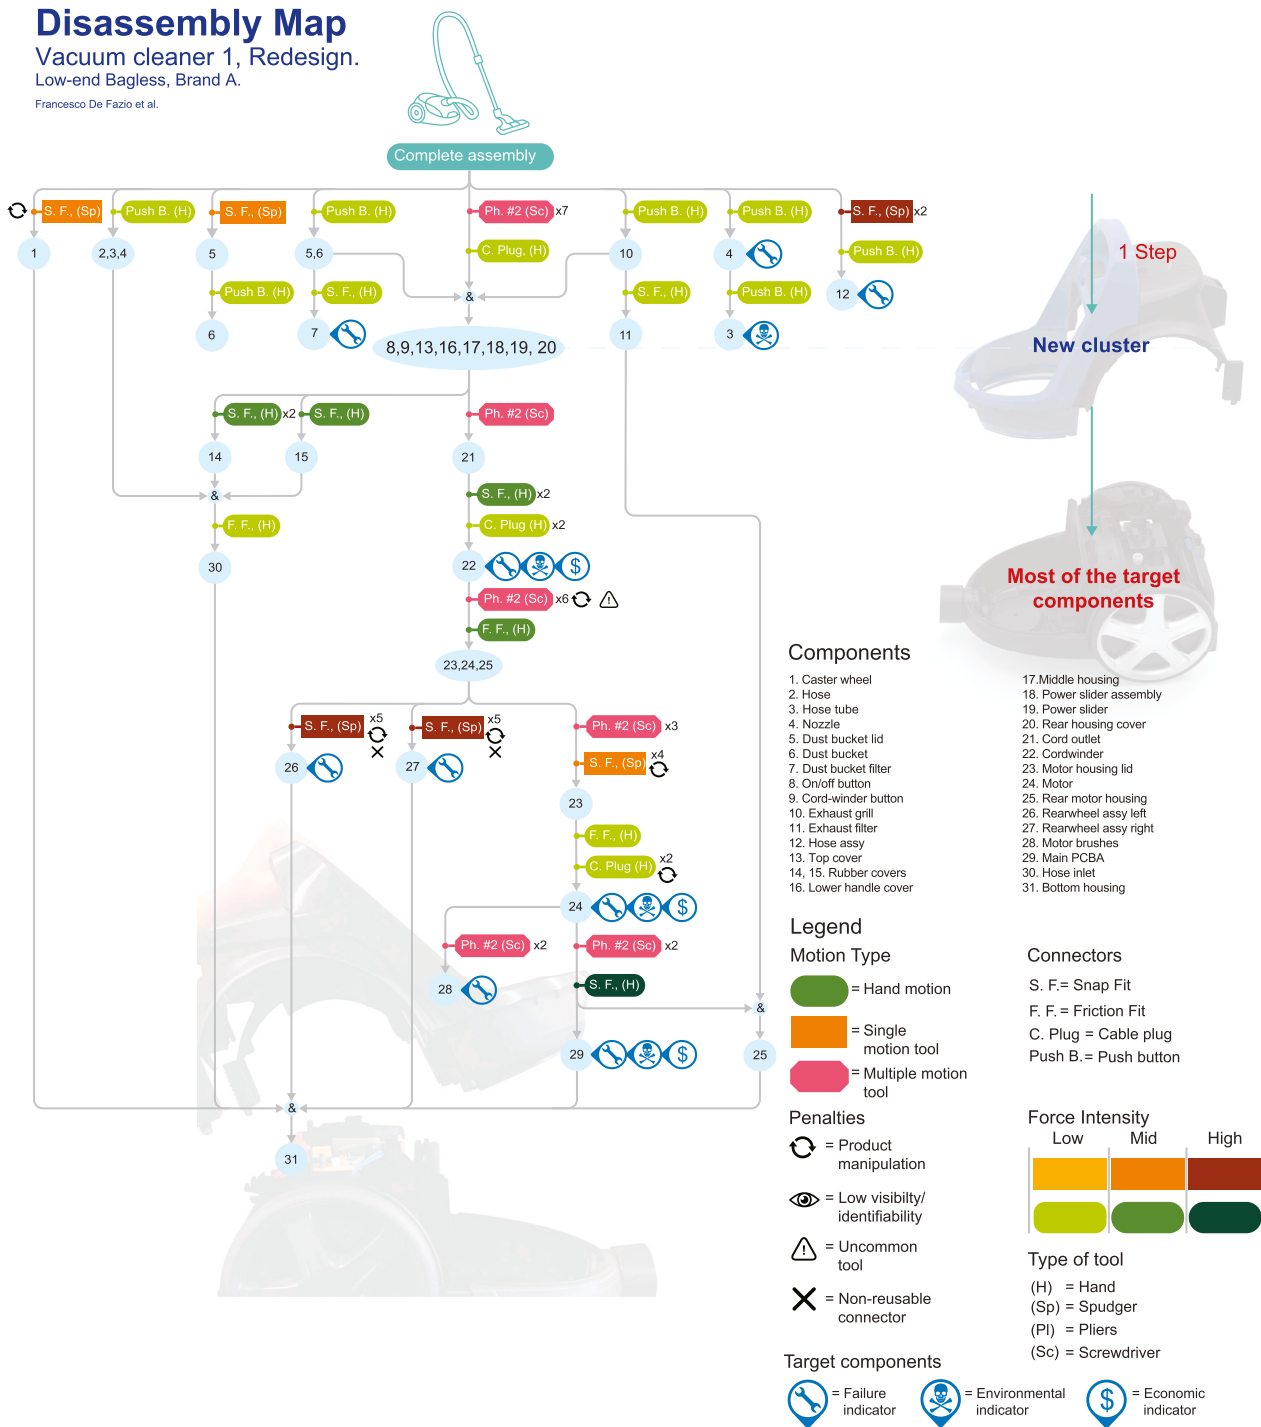 Disassembly Map
Vacuum cleaner 1, Redesign.
Low-end Bagless, Brand A.
Francesco De Fazio et al.
Complete assembly
S. F., (Sp)
Push B. (H)
S. F., (Sp)
Push B. (H)
Ph. #2 (Sc) x7
Push B. (H)
Push B. (H)
S. F., (Sp) x2
1
2,3,4
5
5,6
C. Plug, (H)
10
4
Push B. (H)
1 Step
Push B. (H)
S. F., (H)
&
S. F., (H)
Push B. (H)
12
6
7
8,9,13,16,17,18,19, 20
11
3
New cluster
S. F., (H) x2
S. F., (H)
Ph. #2 (Sc)
14
15
21
&
S. F., (H) x2
F. F., (H)
C. Plug (H) x2
30
22
$
Most of the target
components
Ph. #2 (Sc) x6
F. F., (H)
23,24,25
S. F., (Sp) x5
S. F., (Sp) x5
Ph. #2 (Sc) x3
26
27
S. F., (Sp) x4
23
F. F., (H)
C. Plug (H) x2
24
$
Ph. #2 (Sc) x2
Ph. #2 (Sc) x2
28
S. F., (H)
&
29
$
25
&
31
Components
1. Caster wheel
2. Hose
3. Hose tube
4. Nozzle
5. Dust bucket lid
6. Dust bucket
7. Dust bucket filter
8. On/off button
9. Cord-winder button
10. Exhaust grill
11. Exhaust filter
12. Hose assy
13. Top cover
14, 15. Rubber covers
16. Lower handle cover
17.Middle housing
18. Power slider assembly
19. Power slider
20. Rear housing cover
21. Cord outlet
22. Cordwinder
23. Motor housing lid
24. Motor
25. Rear motor housing
26. Rearwheel assy left
27. Rearwheel assy right
28. Motor brushes
29. Main PCBA
30. Hose inlet
31. Bottom housing
Legend
Motion Type
= Hand motion
= Single
motion tool
= Multiple motion
tool
Connectors
S. F.= Snap Fit
F. F. = Friction Fit
C. Plug = Cable plug
Push B. = Push button
Penalties
= Product
manipulation
= Low visibilty/
identifiability
= Uncommon
tool
= Non-reusable
connector
Force Intensity
Low Mid High
Type of tool
(H) = Hand
(Sp) = Spudger
(Pl) = Pliers
(Sc) = Screwdriver
Target components
= Failure
indicator
= Environmental
indicator
$ = Economic
indicator